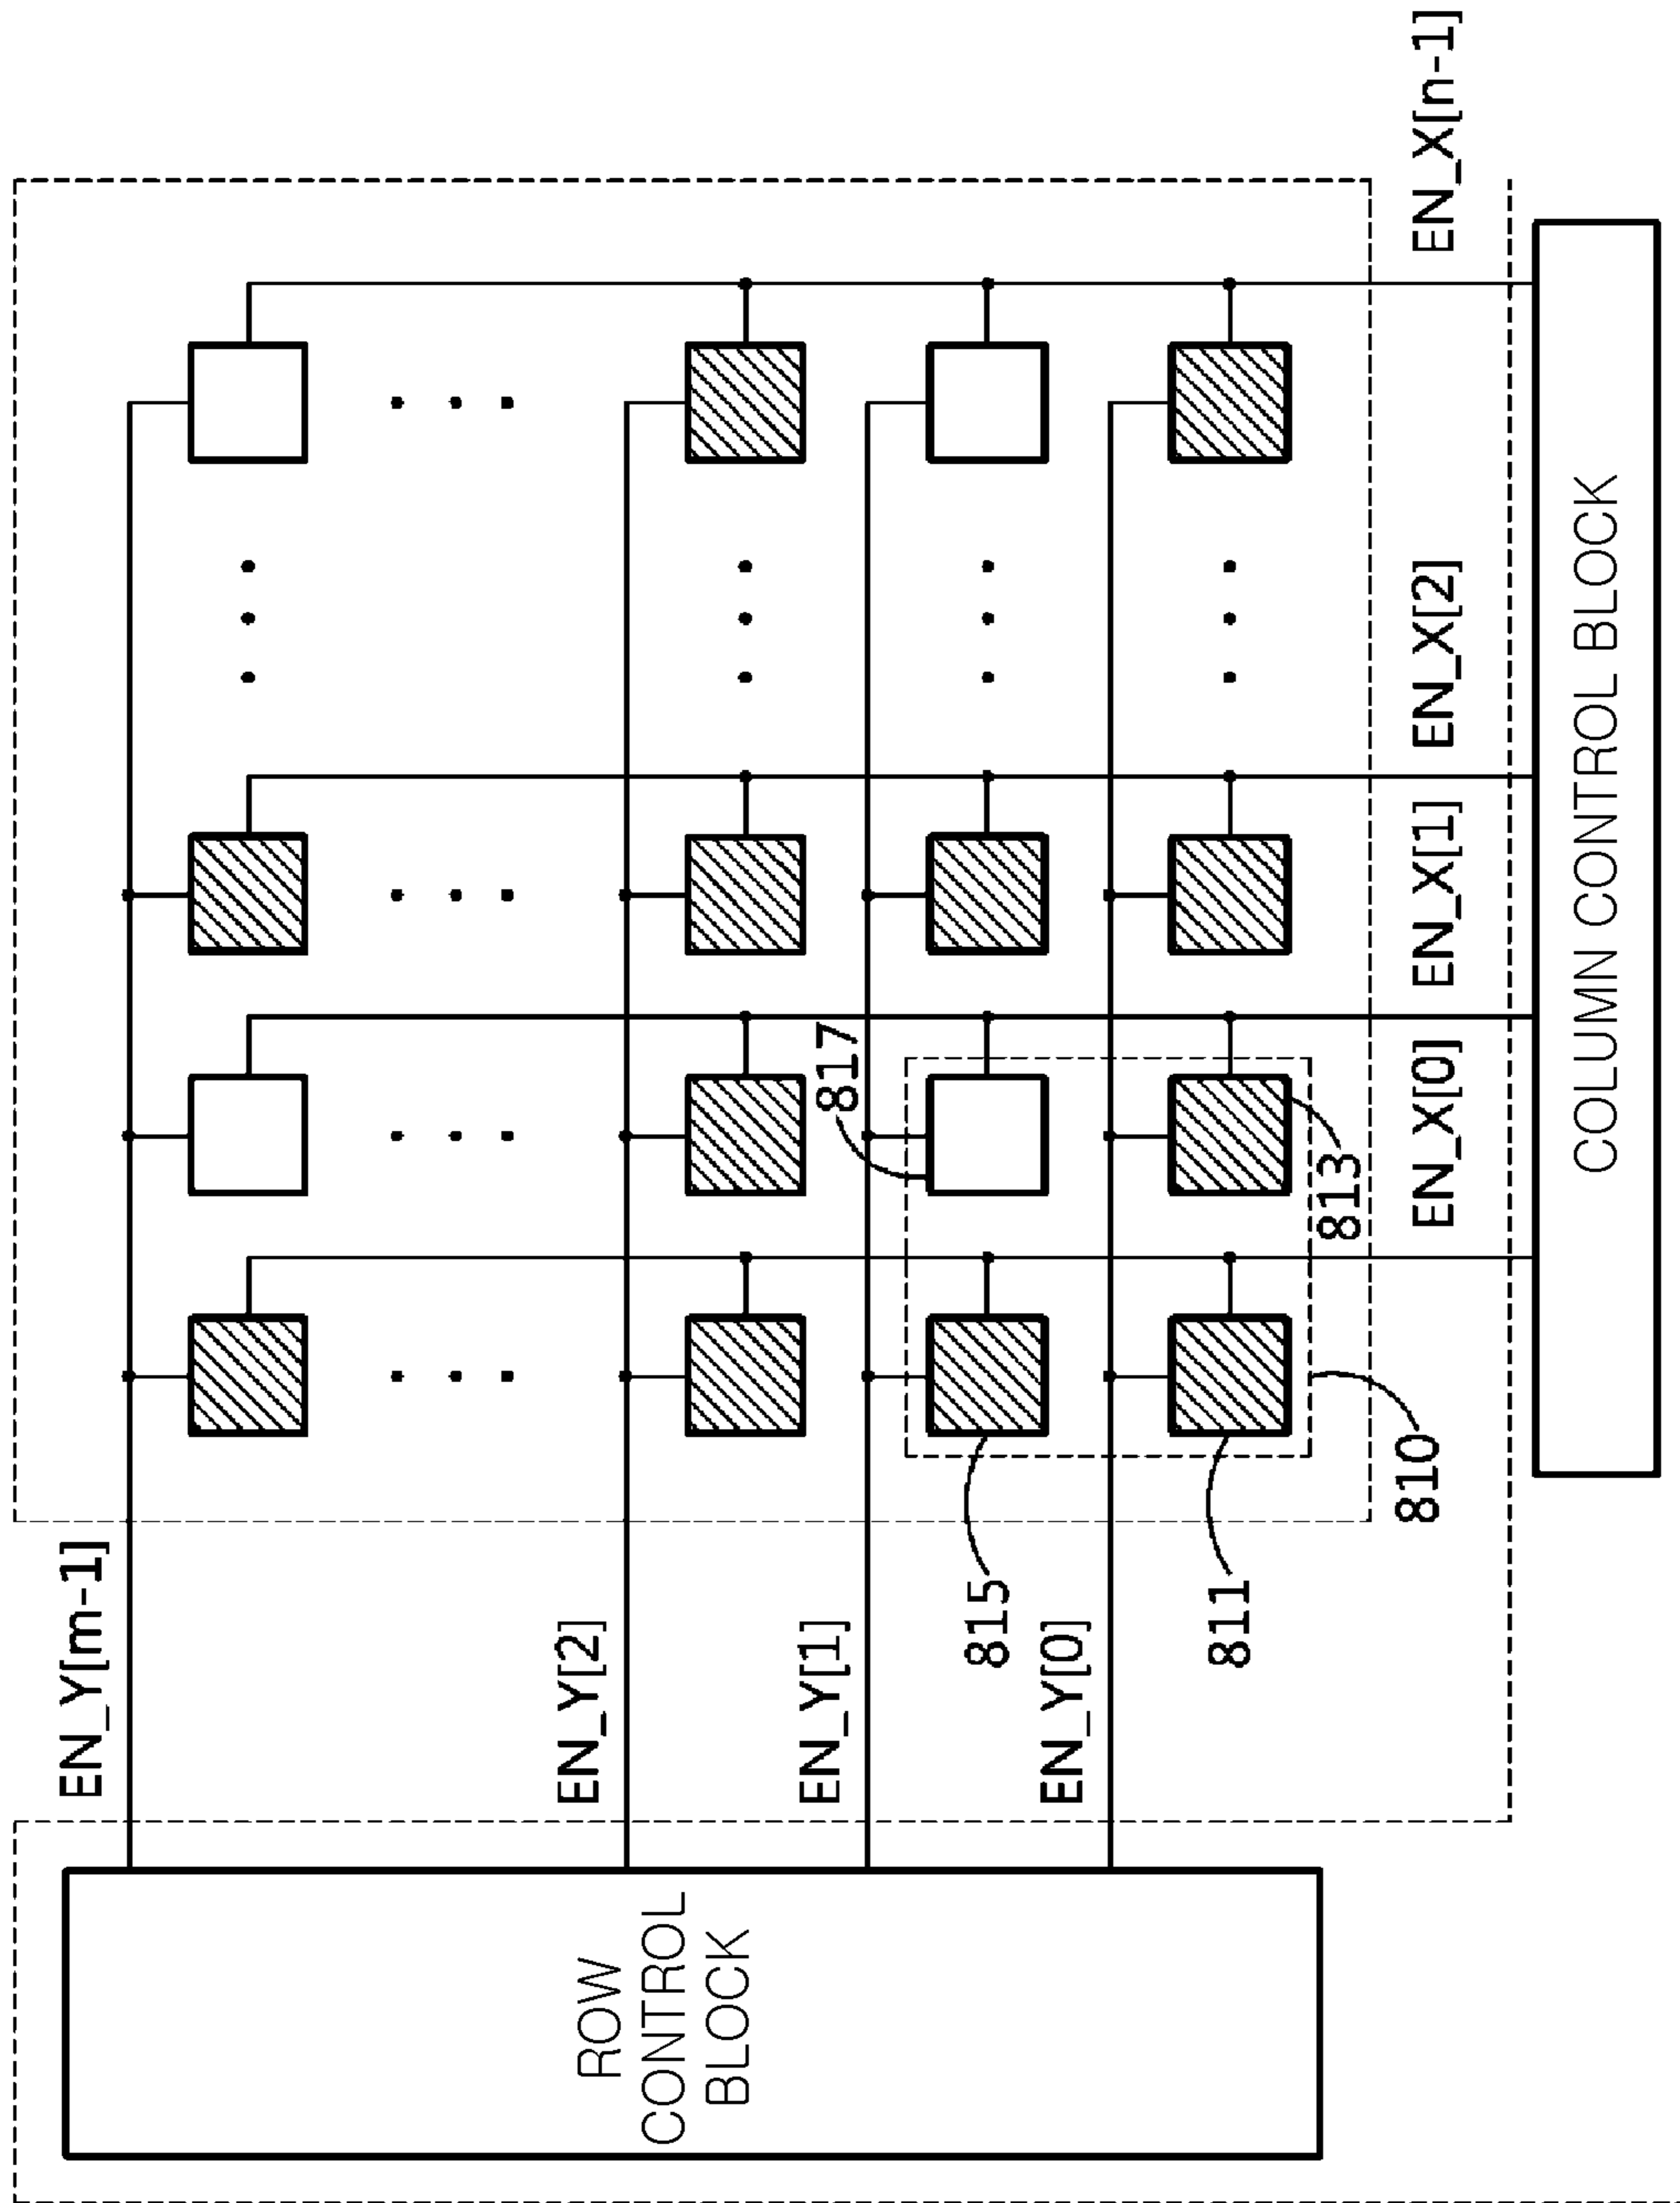 EN_Y[m-1]
EN_Y[2]
EN_Y[1]
EN_Y[0]
ROW
CONTROL
BLOCK
817
815
813
811
810
EN_X[0]
EN_X[1]
EN_X[2]
EN_X[n-1]
COLUMN CONTROL BLOCK